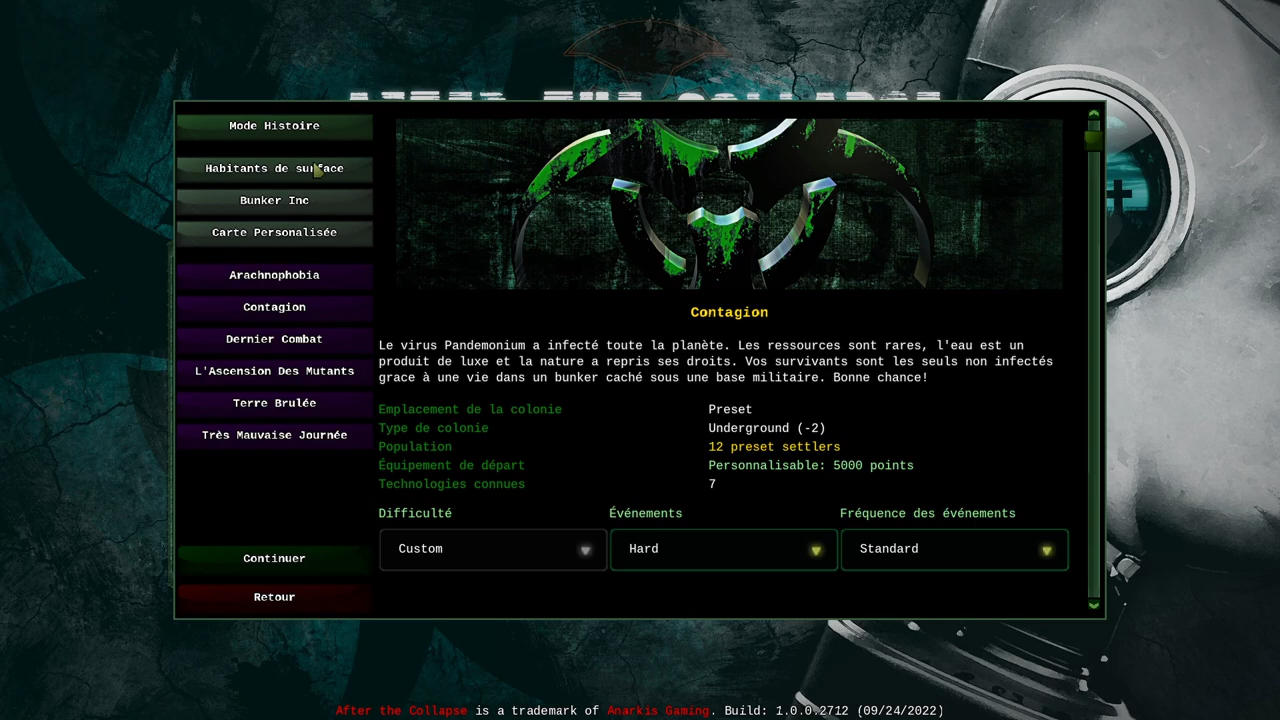 Mode Histoire
Habitants de surface
Bunker Inc
Carte Personalisée
Arachnophobia
Contagion
Dernier Combat
L'Ascension Des Mutants
Terre Brulée
Très Mauvaise Journée
Continuer
Retour
Contagion
Le virus Pandemonium a infecté toute la planète. Les ressources sont rares, l'eau est un
produit de luxe et la nature a repris ses droits. Vos survivants sont les seuls non infectés
grace à une vie dans un bunker caché sous une base militaire. Bonne chance!
Emplacement de la colonie Preset
Type de colonie Underground (-2)
Population 12 preset settlers
Équipement de départ Personnalisable: 5000 points
Technologies connues 7
Difficulté Événements Fréquence des événements
Custom Hard Standard
After the Collapse is a trademark of Anarkis Gaming. Build: 1.0.0.2712 (09/24/2022)